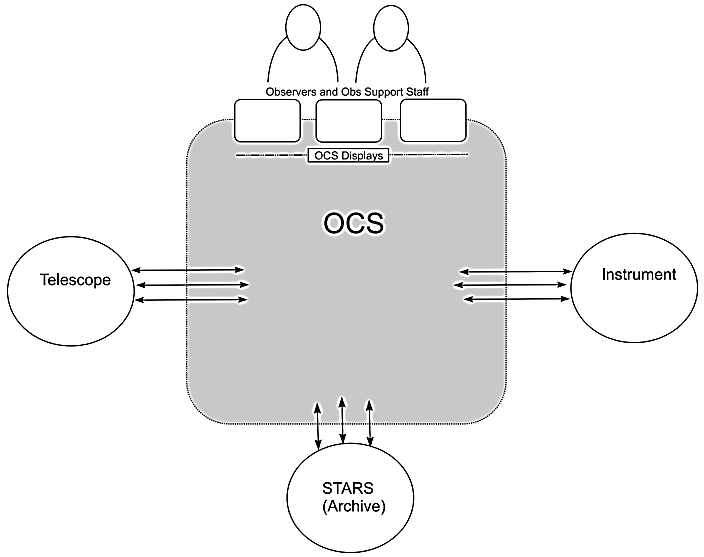 Observers and Obs Support Staff
OCS Displays
OCS
Telescope
Instrument
STARS
(Archive)